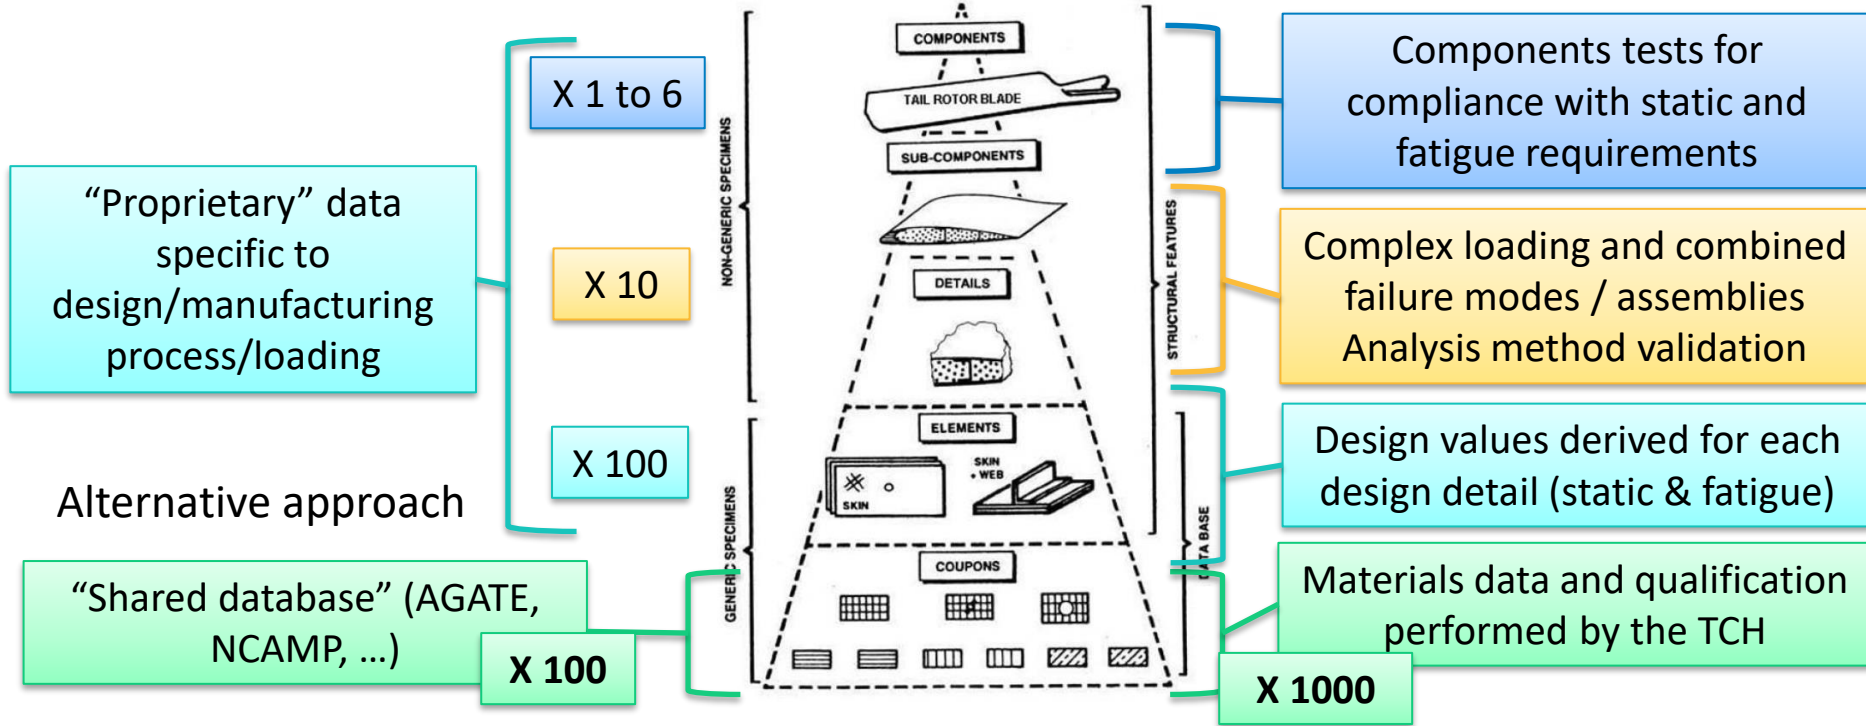 COMPONENTS
TAIL ROTOR BLADE
SUB-COMPONENTS
DETAILS
ELEMENTS
SKIN
SKIN
+ WEB
COUPONS
NON-GENERIC SPECIMENS
GENERIC SPECIMENS
STRUCTURAL FEATURES
DATA BASE
X 1 to 6
X 10
X 100
“Proprietary” data
specific to
design/manufacturing
process/loading
Alternative approach
“Shared database” (AGATE,
NCAMP, …)
X 100
Components tests for
compliance with static and
fatigue requirements
Complex loading and combined
failure modes / assemblies
Analysis method validation
Design values derived for each
design detail (static & fatigue)
Materials data and qualification
performed by the TCH
X 1000